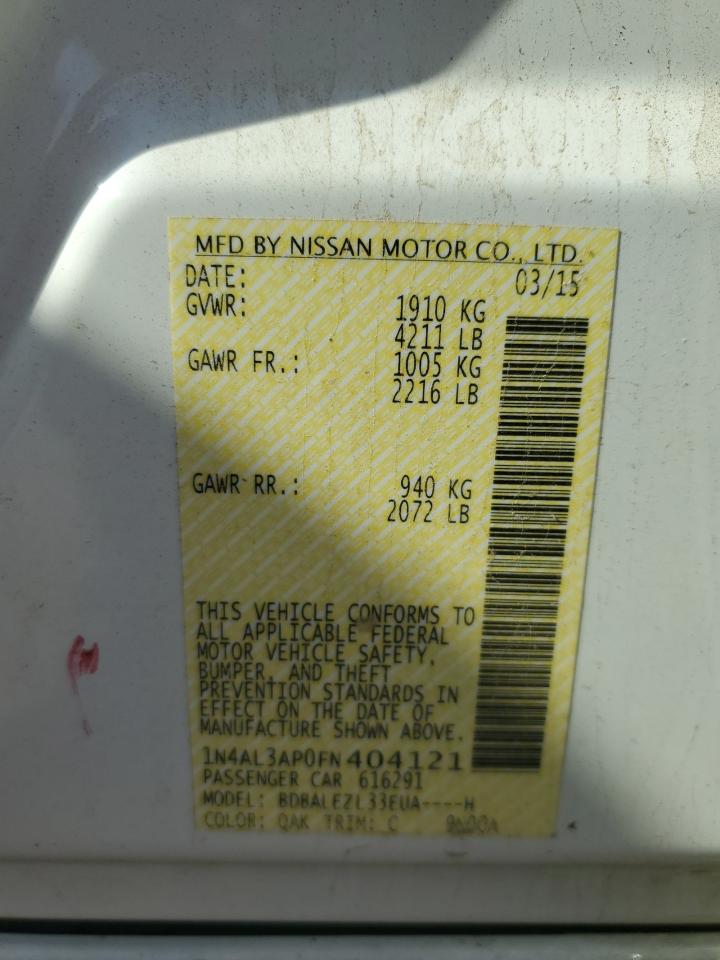 MFD BY NISSAN MOTOR CO., LTD.
DATE: 03/15
GVWR: 1910 KG
4211 LB
GAWR FR.: 1005 KG
2216 LB
GAWR RR.: 940 KG
2072 LB
THIS VEHICLE CONFORMS TO
ALL APPLICABLE FEDERAL
MOTOR VEHICLE SAFETY,
BUMPER, AND THEFT
PREVENTION STANDARDS IN
EFFECT ON THE DATE OF
MANUFACTURE SHOWN ABOVE.
1N4AL3AP0FN404121
PASSENGER CAR 616291
MODEL: BDBALEZL33EUA----H
COLOR: QAK TRIM: C